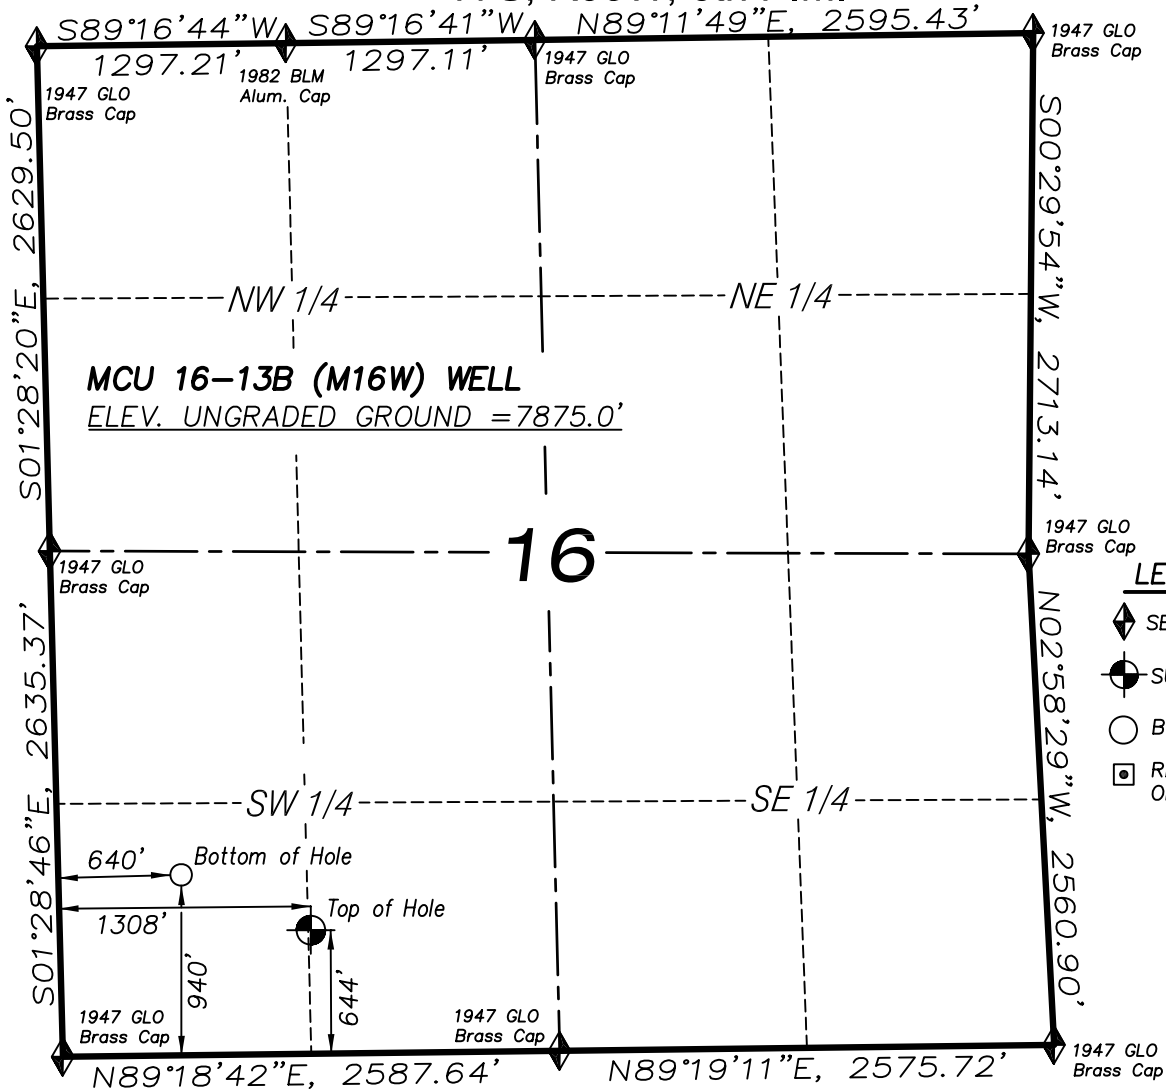 S89°16'44"W
S89°16'41"W
N89°11'49"E, 2595.43'
1297.21'
1297.11'
1947 GLO
Brass Cap
1982 BLM
Alum. Cap
1947 GLO
Brass Cap
1947 GLO
Brass Cap
S01°28'20"E, 2629.50'
S00°29'54"W, 2713.14'
NW 1/4
NE 1/4
MCU 16-13B (M16W) WELL
ELEV. UNGRADED GROUND =7875.0'
16
1947 GLO
Brass Cap
1947 GLO
Brass Cap
S01°28'46"E, 2635.37'
N02°58'29"W, 2560.90'
SW 1/4
SE 1/4
640'
Bottom of Hole
1308'
Top of Hole
940'
644'
1947 GLO
Brass Cap
1947 GLO
Brass Cap
1947 GLO
Brass Cap
N89°18'42"E, 2587.64'
N89°19'11"E, 2575.72'